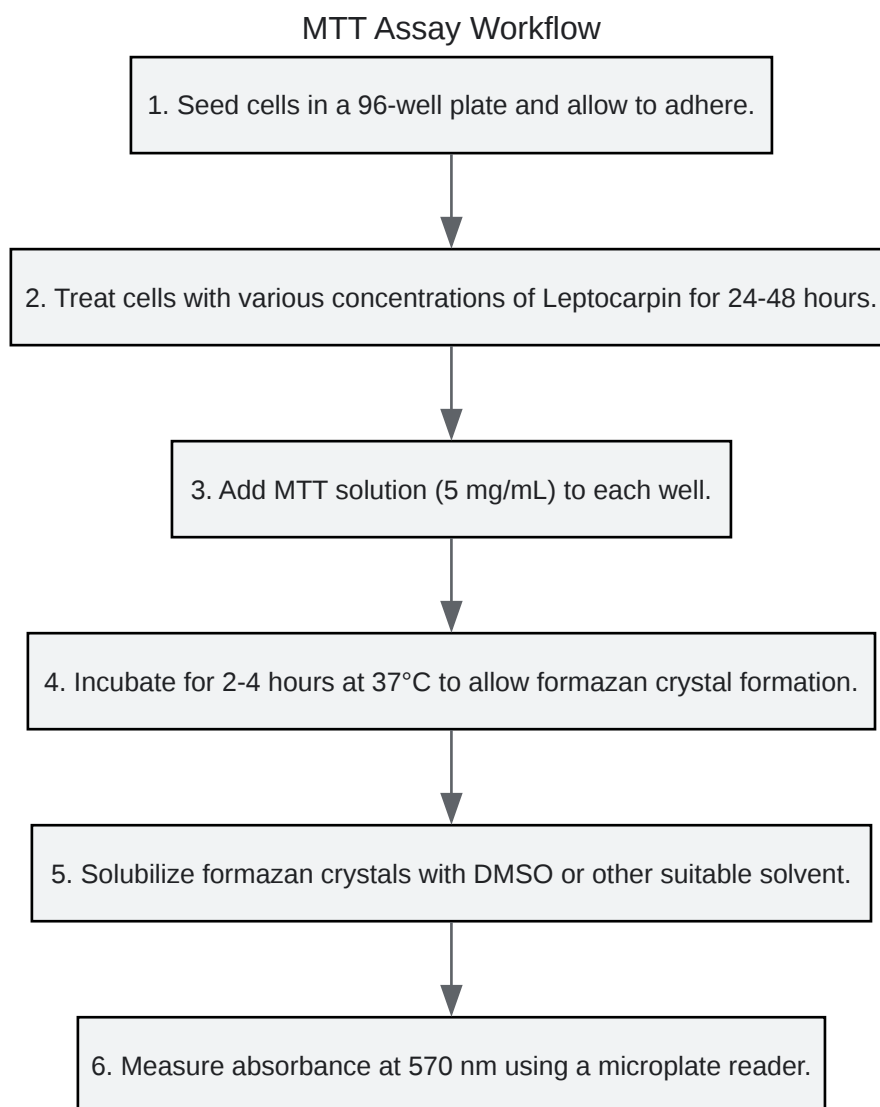 MTT Assay Workflow
1. Seed cells in a 96-well plate and allow to adhere.
2. Treat cells with various concentrations of Leptocarpin for 24-48 hours.
3. Add MTT solution (5 mg/mL) to each well.
4. Incubate for 2-4 hours at 37°C to allow formazan crystal formation.
5. Solubilize formazan crystals with DMSO or other suitable solvent.
6. Measure absorbance at 570 nm using a microplate reader.